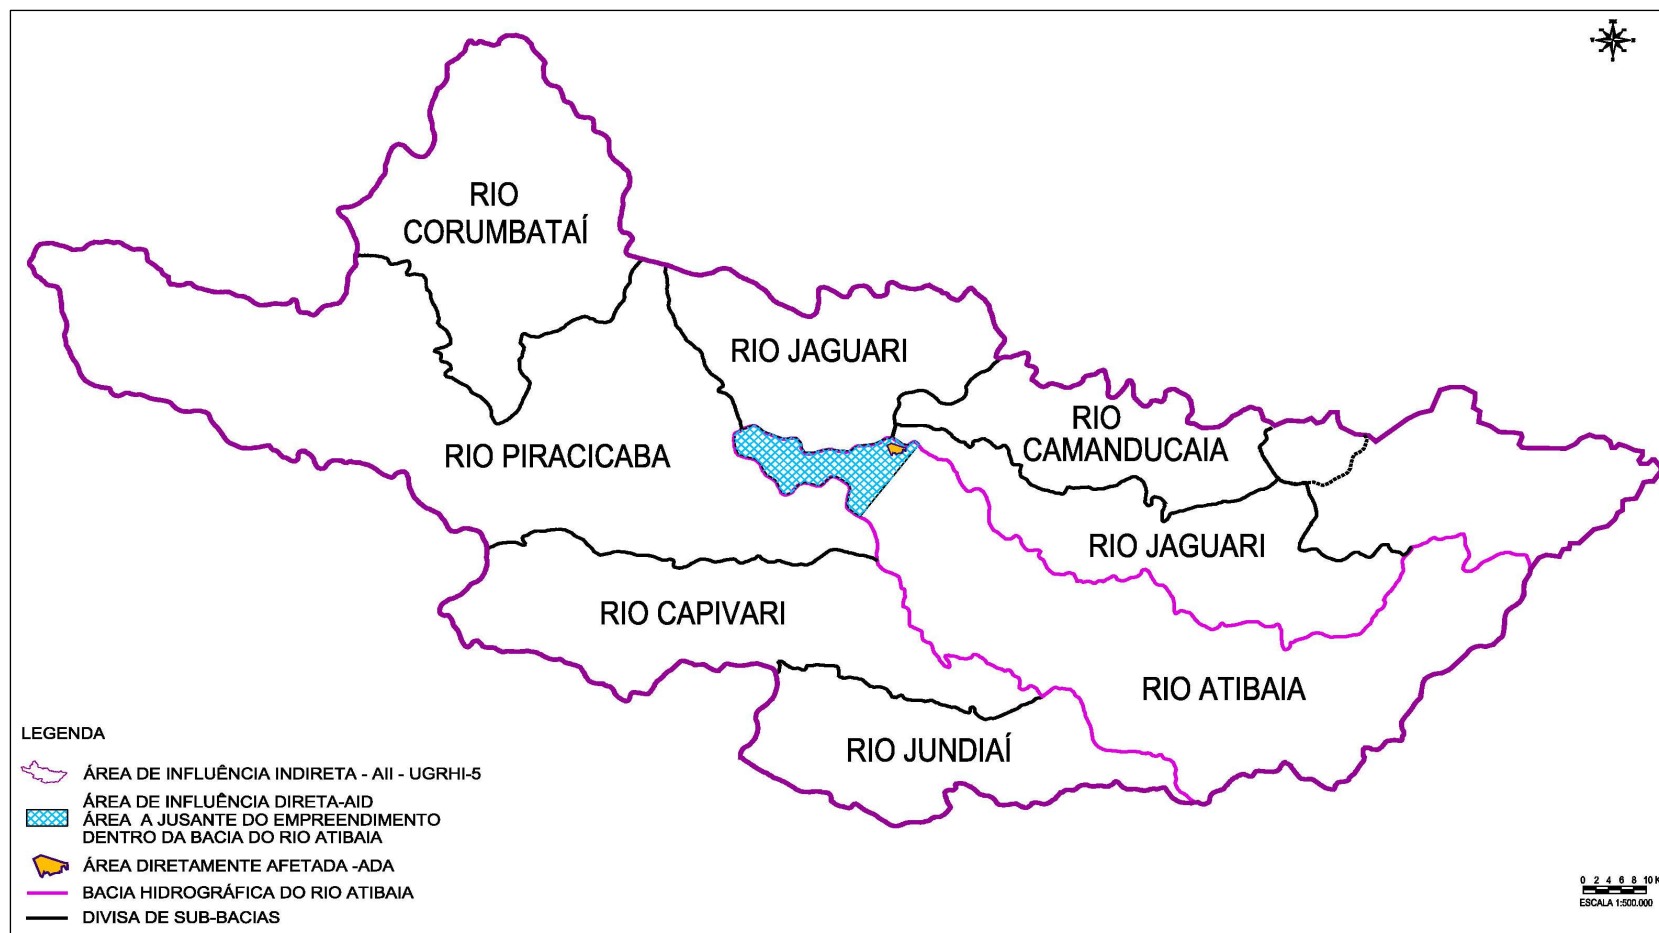 RIO
CORUMBATAÍ
RIO JAGUARI
RIO
CAMANDUCAIA
RIO PIRACICABA
RIO JAGUARI
RIO CAPIVARI
RIO ATIBAIA
RIO JUNDIAÍ
LEGENDA
ÁREA DE INFLUÊNCIA INDIRETA - AII - UGRHI-5
ÁREA DE INFLUÊNCIA DIRETA-AID
ÁREA A JUSANTE DO EMPREENDIMENTO
DENTRO DA BACIA DO RIO ATIBAIA
ÁREA DIRETAMENTE AFETADA -ADA
BACIA HIDROGRÁFICA DO RIO ATIBAIA
DIVISA DE SUB-BACIAS
0 2 4 6 8 10 K
ESCALA 1:500.000